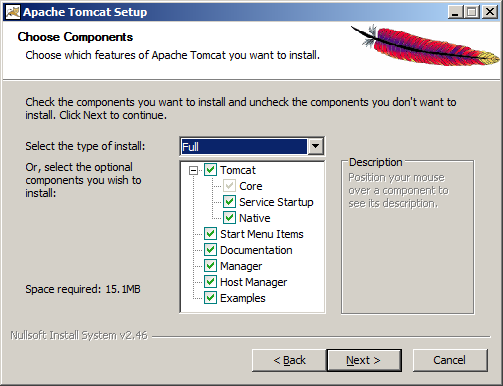 Apache Tomcat Setup
Choose Components
Choose which features of Apache Tomcat you want to install.
Check the components you want to install and uncheck the components you don't want to
install. Click Next to continue.
Select the type of install:
Full
Or, select the optional
components you wish to
install:
Tomcat
Core
Service Startup
Native
Start Menu Items
Documentation
Manager
Host Manager
Examples
Description
Position your mouse
over a component to
see its description.
Space required: 15.1MB
Nullsoft Install System v2.46
< Back
Next >
Cancel